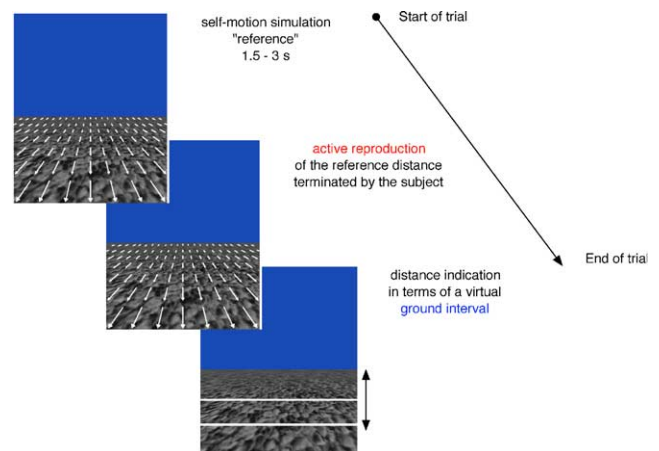 self-motion simulation
"reference"
1.5 - 3 s
Start of trial
active reproduction
of the reference distance
terminated by the subject
End of trial
distance indication
in terms of a virtual
ground interval